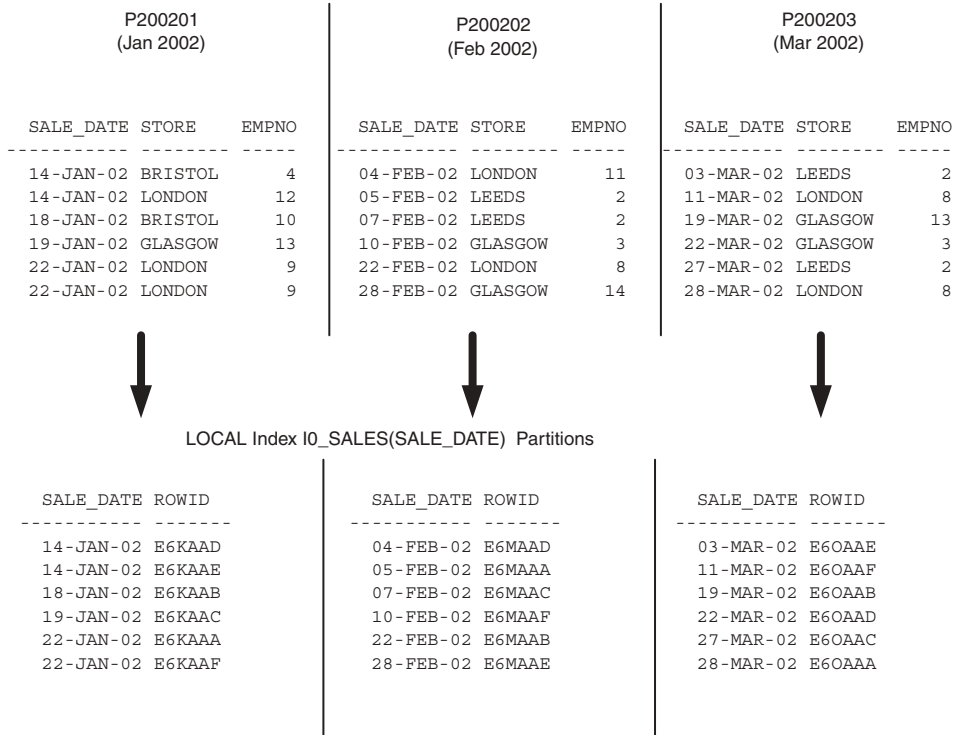 P200201
(Jan 2002)
P200202
(Feb 2002)
P200203
(Mar 2002)
SALE_DATE STORE EMPNO
----------- -------- -----
14-JAN-02 BRISTOL 4
14-JAN-02 LONDON 12
18-JAN-02 BRISTOL 10
19-JAN-02 GLASGOW 13
22-JAN-02 LONDON 9
22-JAN-02 LONDON 9
SALE_DATE STORE EMPNO
----------- -------- -----
04-FEB-02 LONDON 11
05-FEB-02 LEEDS 2
07-FEB-02 LEEDS 2
10-FEB-02 GLASGOW 3
22-FEB-02 LONDON 8
28-FEB-02 GLASGOW 14
SALE_DATE STORE EMPNO
----------- -------- -----
03-MAR-02 LEEDS 2
11-MAR-02 LONDON 8
19-MAR-02 GLASGOW 13
22-MAR-02 GLASGOW 3
27-MAR-02 LEEDS 2
28-MAR-02 LONDON 8
LOCAL Index I0_SALES(SALE_DATE) Partitions
SALE_DATE ROWID
----------- -------
14-JAN-02 E6KAAD
14-JAN-02 E6KAAE
18-JAN-02 E6KAAB
19-JAN-02 E6KAAC
22-JAN-02 E6KAAA
22-JAN-02 E6KAAF
SALE_DATE ROWID
----------- -------
04-FEB-02 E6MAAD
05-FEB-02 E6MAAA
07-FEB-02 E6MAAC
10-FEB-02 E6MAAF
22-FEB-02 E6MAAB
28-FEB-02 E6MAAE
SALE_DATE ROWID
----------- -------
03-MAR-02 E6OAAE
11-MAR-02 E6OAAF
19-MAR-02 E6OAAB
22-MAR-02 E6OAAD
27-MAR-02 E6OAAC
28-MAR-02 E6OAAA